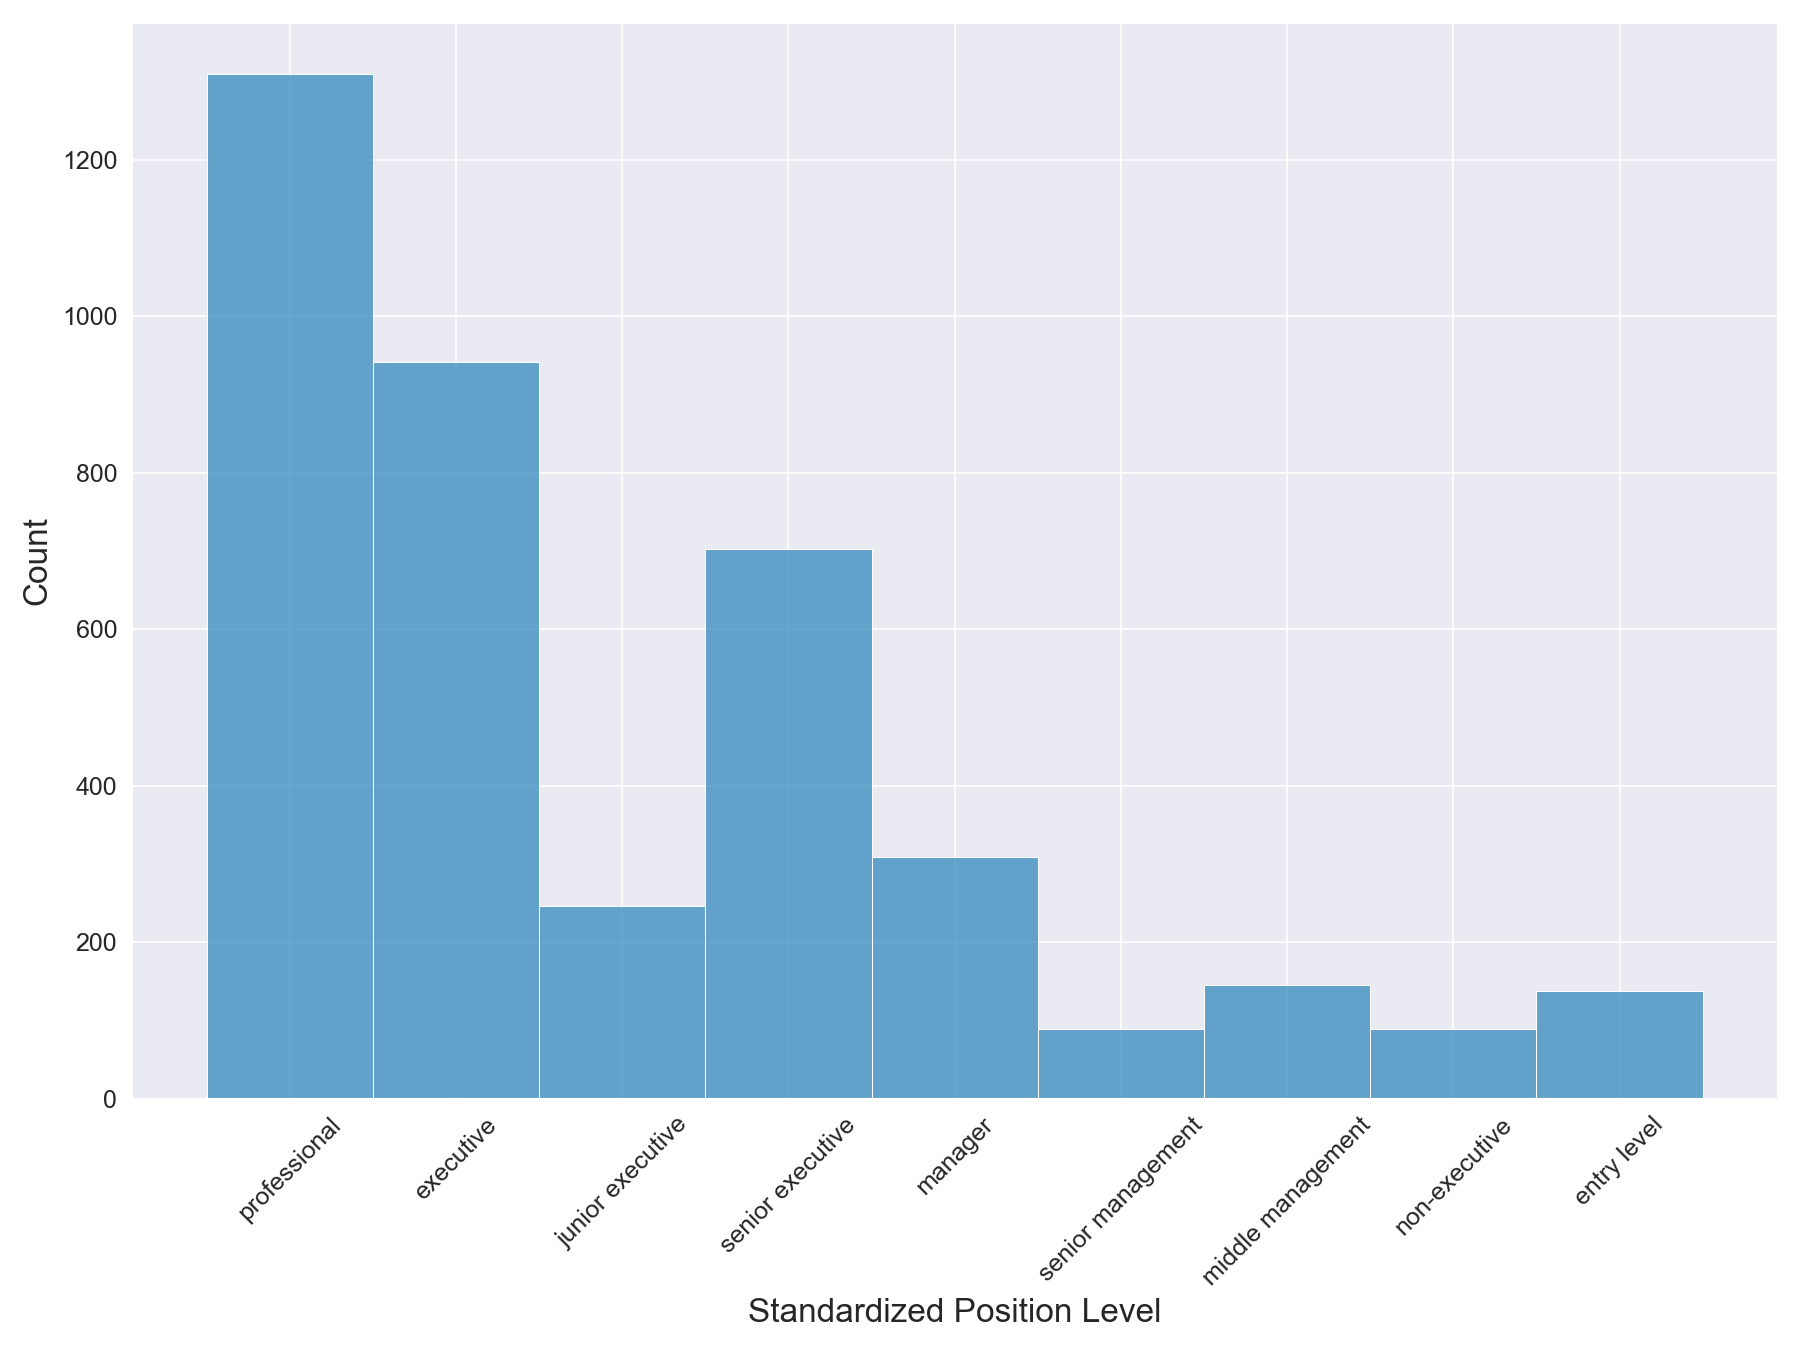 1200
1000
800
600
400
200
0
Count
professional
executive
junior executive
senior executive
manager
senior management
middle management
non-executive
entry level
Standardized Position Level